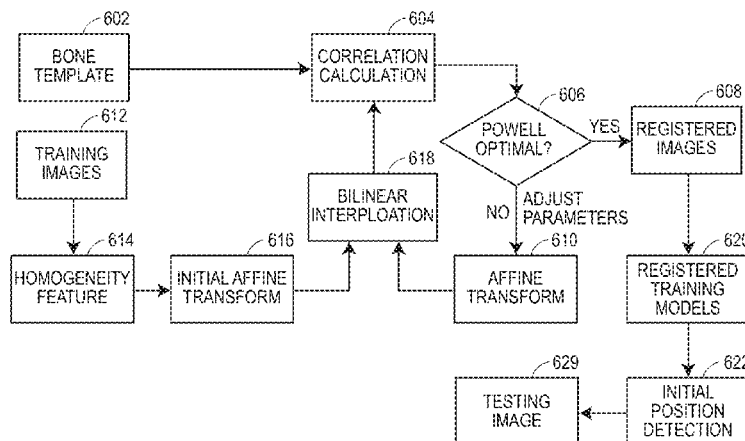 602
BONE
TEMPLATE
604
CORRELATION
CALCULATION
606
POWELL
OPTIMAL?
YES
608
REGISTERED
IMAGES
612
TRAINING
IMAGES
618
BILINEAR
INTERPLOATION
NO
ADJUST
PARAMETERS
614
HOMOGENEITY
FEATURE
616
INITIAL AFFINE
TRANSFORM
610
AFFINE
TRANSFORM
620
REGISTERED
TRAINING
MODELS
629
TESTING
IMAGE
622
INITIAL
POSITION
DETECTION